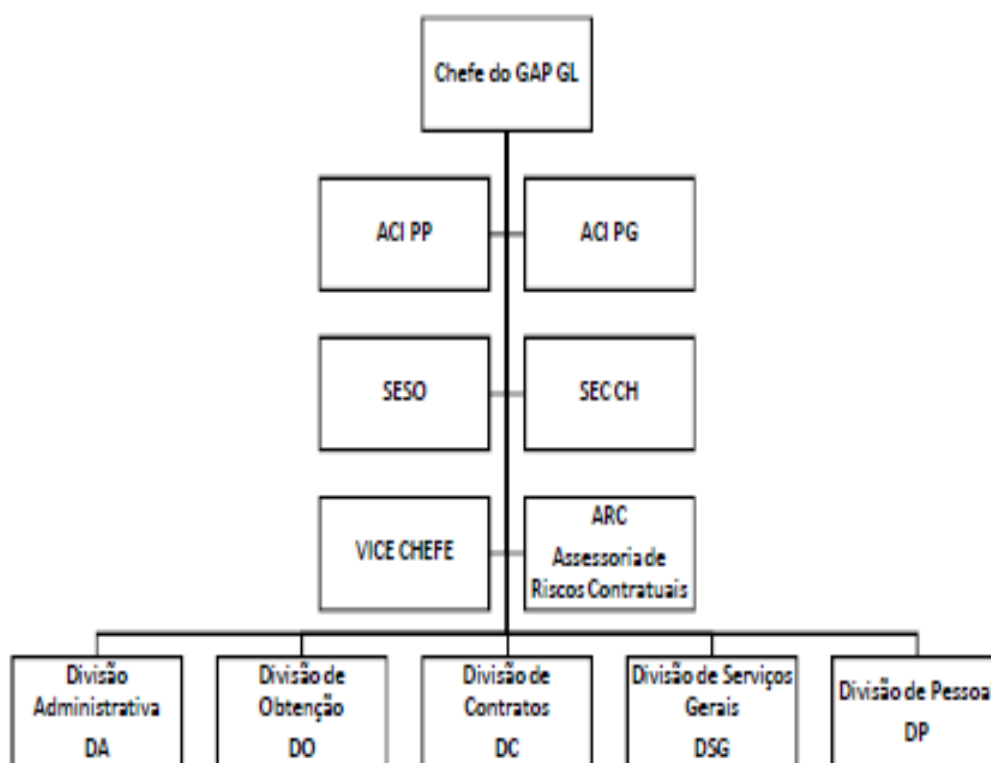 Chefe do GAP GL
ACI PP
ACI PG
SESO
SEC CH
VICE CHEFE
ARC
Assessoria de
Riscos Contratuais
Divisão
Administrativa
DA
Divisão de
Obtenção
DO
Divisão de
Contratos
DC
Divisão de Serviços
Gerais
DSG
Divisão de Pessoal
DP